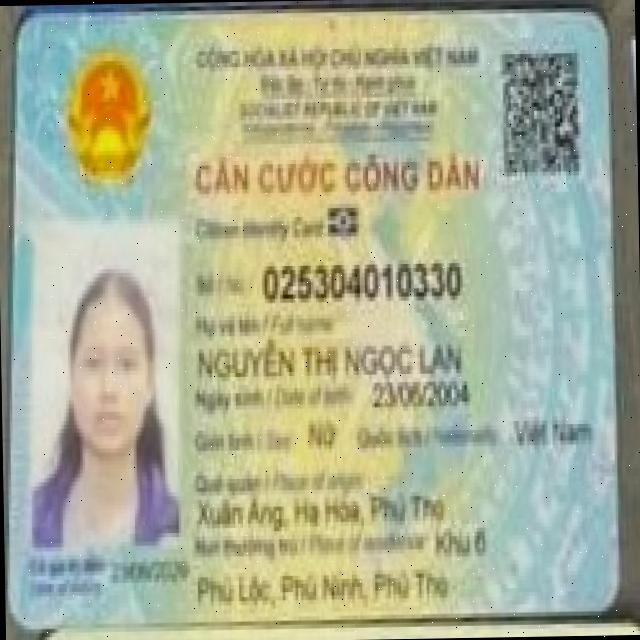 CỘNG HÒA XÃ HỘI CHỦ NGHĨA VIỆT NAM
Độc lập - Tự do - Hạnh phúc
SOCIALIST REPUBLIC OF VIET NAM
CĂN CƯỚC CÔNG DÂN
Citizen Identity Card
Số / No.: 025304010330
Họ và tên / Full name:
NGUYỄN THỊ NGỌC LAN
Ngày sinh / Date of birth: 23/06/2004
Giới tính / Sex: Nữ Quốc tịch / Nationality: Việt Nam
Quê quán / Place of origin:
Xuân Áng, Hạ Hòa, Phú Thọ
Nơi thường trú / Place of residence: Khu 6
Phú Lộc, Phù Ninh, Phú Thọ
Có giá trị đến: 23/06/2029
Date of expiry